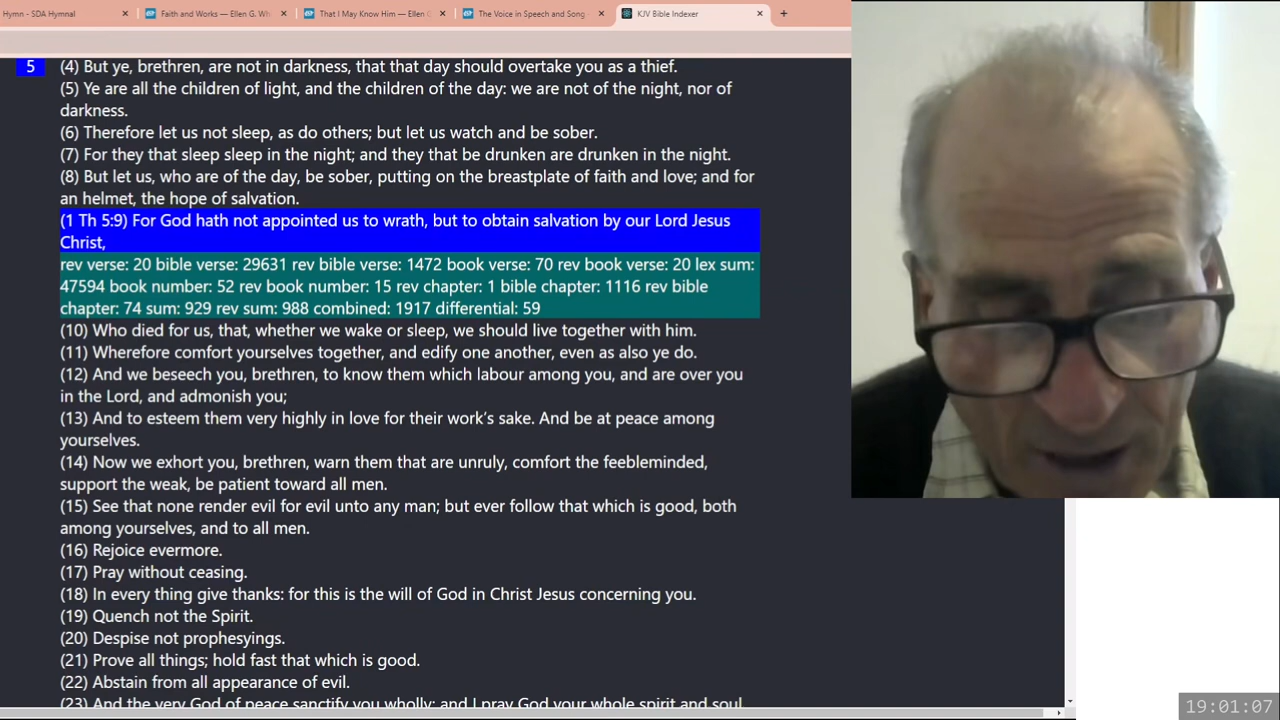 Hymn - SDA Hymnal
Faith and Works — Ellen G. Wh
That I May Know Him — Ellen G
The Voice in Speech and Song
KJV Bible Indexer
5
(4) But ye, brethren, are not in darkness, that that day should overtake you as a thief.
(5) Ye are all the children of light, and the children of the day: we are not of the night, nor of
darkness.
(6) Therefore let us not sleep, as do others; but let us watch and be sober.
(7) For they that sleep sleep in the night; and they that be drunken are drunken in the night.
(8) But let us, who are of the day, be sober, putting on the breastplate of faith and love; and for
an helmet, the hope of salvation.
(1 Th 5:9) For God hath not appointed us to wrath, but to obtain salvation by our Lord Jesus
Christ,
rev verse: 20 bible verse: 29631 rev bible verse: 1472 book verse: 70 rev book verse: 20 lex sum:
47594 book number: 52 rev book number: 15 rev chapter: 1 bible chapter: 1116 rev bible
chapter: 74 sum: 929 rev sum: 988 combined: 1917 differential: 59
(10) Who died for us, that, whether we wake or sleep, we should live together with him.
(11) Wherefore comfort yourselves together, and edify one another, even as also ye do.
(12) And we beseech you, brethren, to know them which labour among you, and are over you
in the Lord, and admonish you;
(13) And to esteem them very highly in love for their work’s sake. And be at peace among
yourselves.
(14) Now we exhort you, brethren, warn them that are unruly, comfort the feebleminded,
support the weak, be patient toward all men.
(15) See that none render evil for evil unto any man; but ever follow that which is good, both
among yourselves, and to all men.
(16) Rejoice evermore.
(17) Pray without ceasing.
(18) In every thing give thanks: for this is the will of God in Christ Jesus concerning you.
(19) Quench not the Spirit.
(20) Despise not prophesyings.
(21) Prove all things; hold fast that which is good.
(22) Abstain from all appearance of evil.
(23) And the very God of peace sanctify you wholly; and I pray God your whole spirit and soul
19:01:07